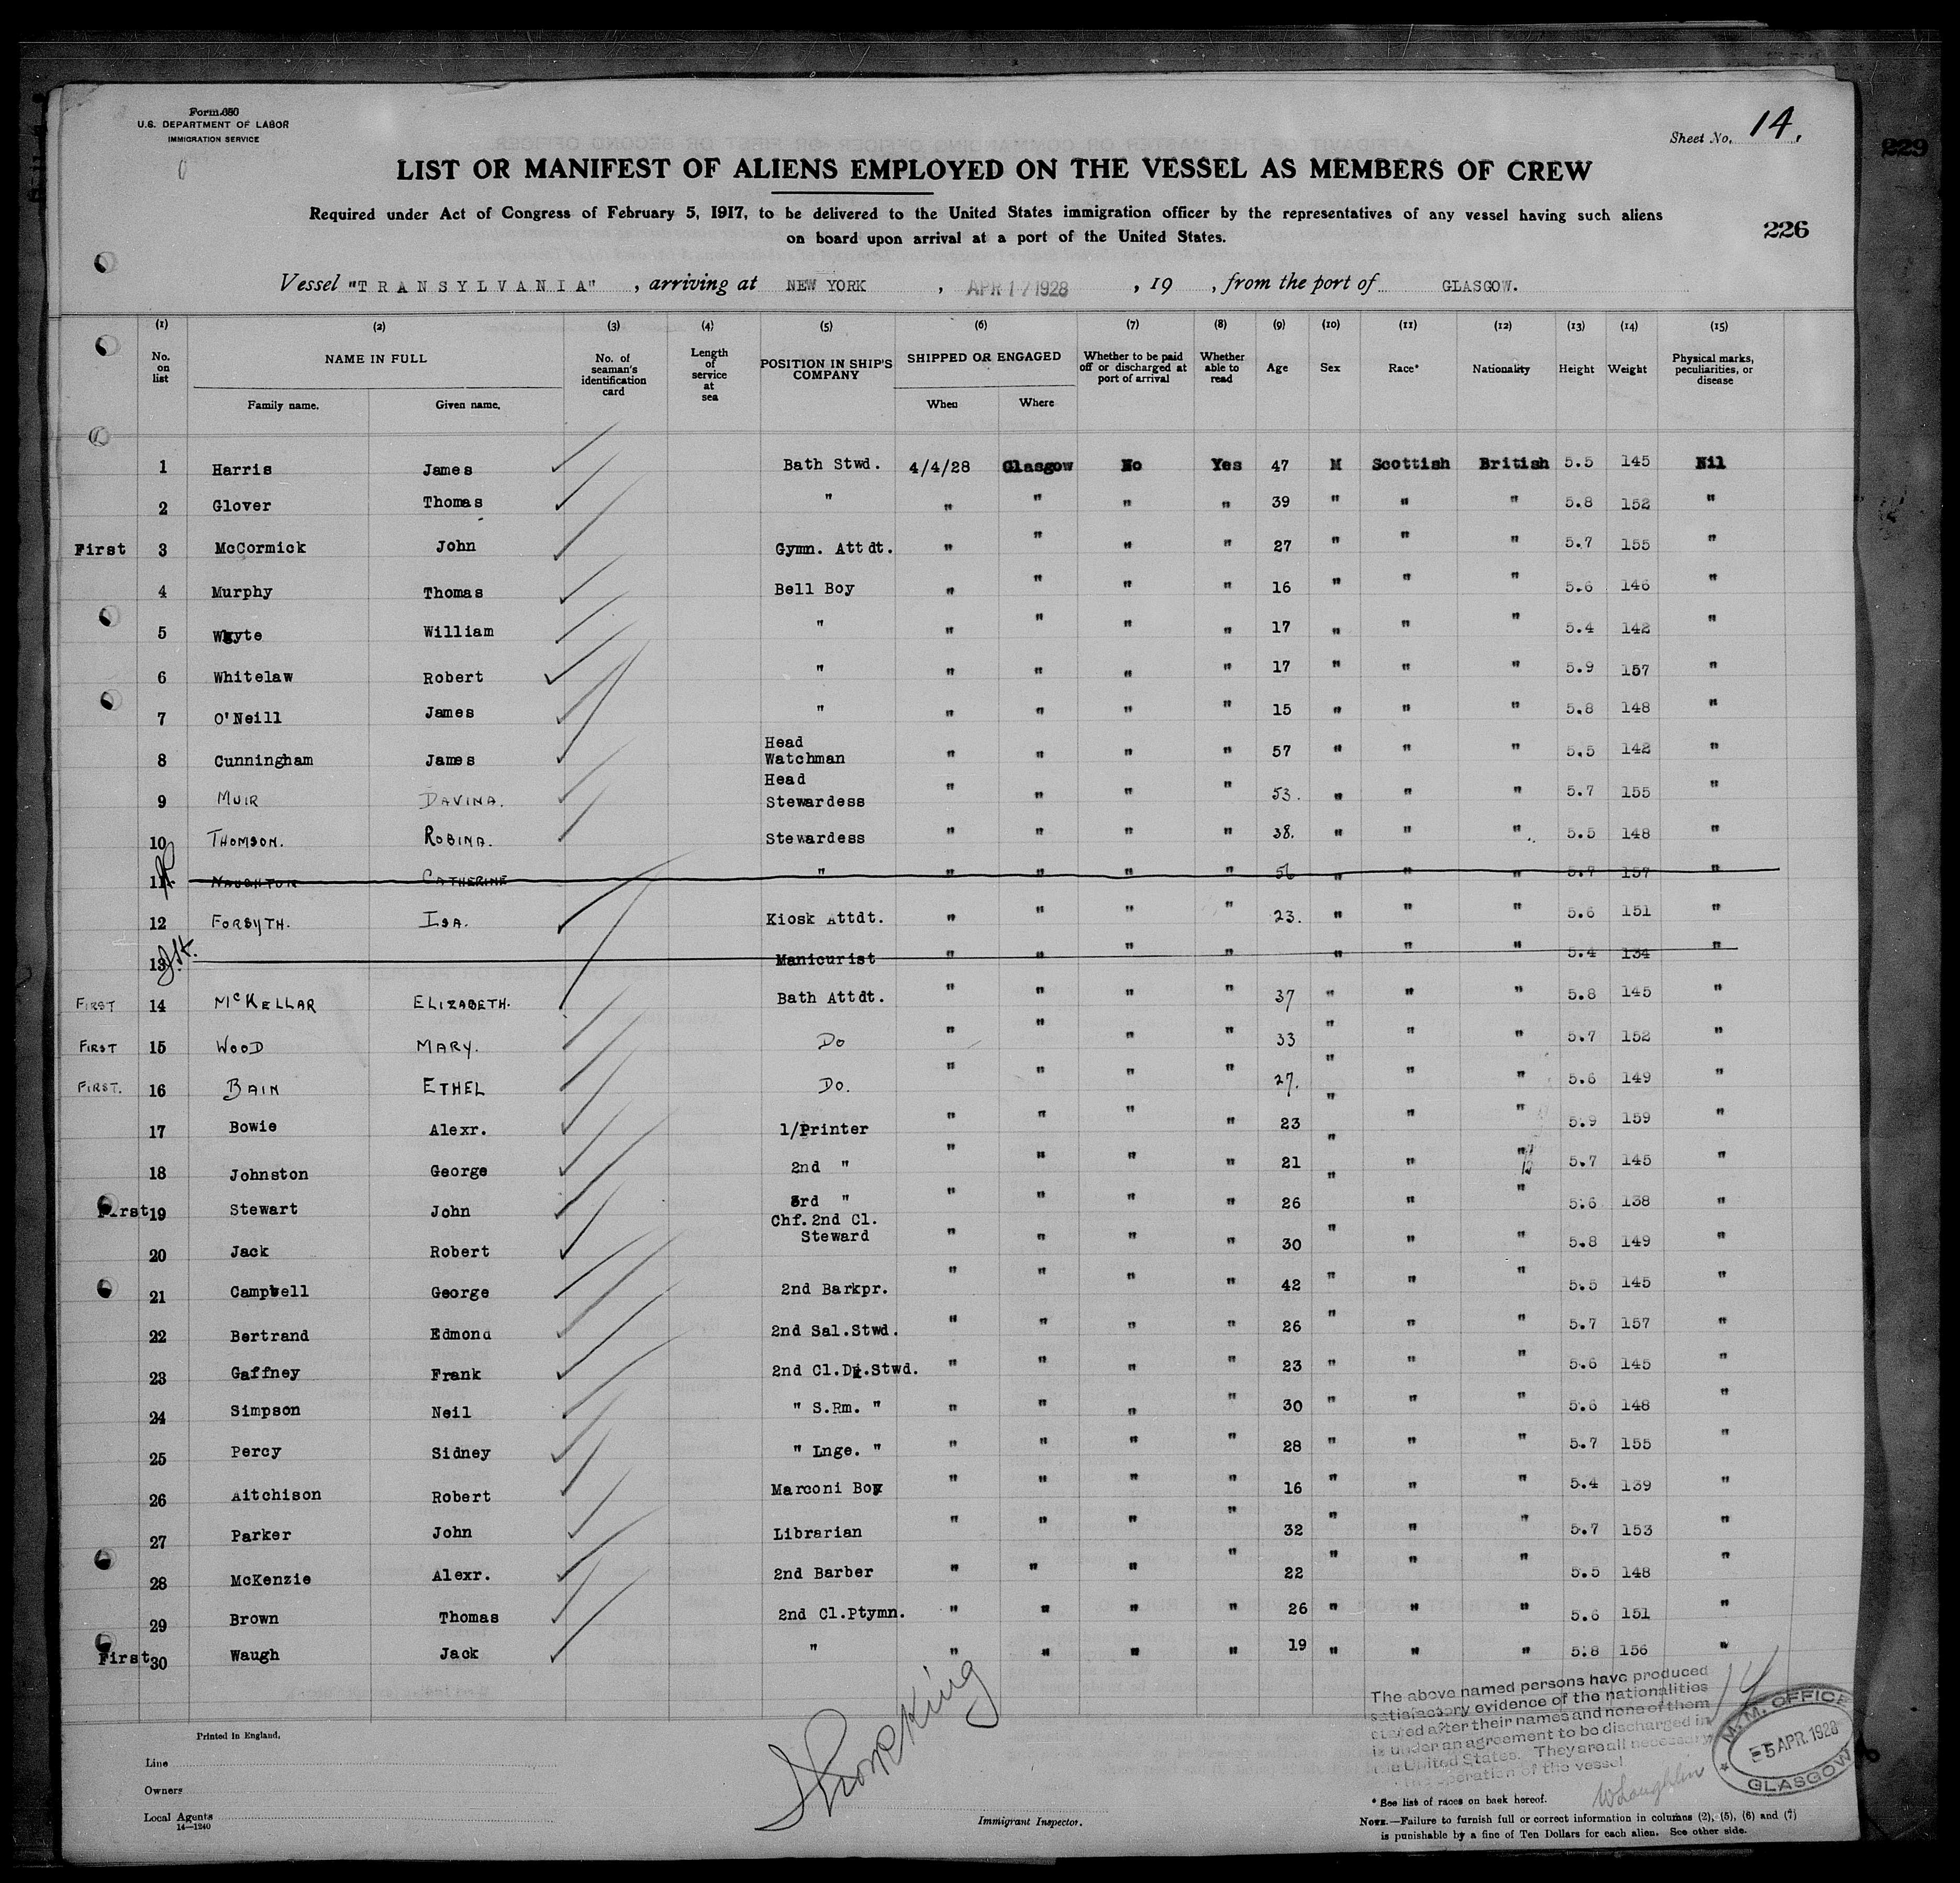 Form 680
U.S. DEPARTMENT OF LABOR
IMMIGRATION SERVICE
Sheet No. 14.
229
LIST OR MANIFEST OF ALIENS EMPLOYED ON THE VESSEL AS MEMBERS OF CREW
Required under Act of Congress of February 5, 1917, to be delivered to the United States immigration officer by the representatives of any vessel having such aliens
on board upon arrival at a port of the United States.
226
Vessel "TRANSYLVANIA" , arriving at NEW YORK , APR 17 1928 , 19 , from the port of GLASGOW.
(1) (2) (3) (4) (5) (6) (7) (8) (9) (10) (11) (12) (13) (14) (15)
No. on list NAME IN FULL Family name. Given name. No. of seaman's identification card Length of service at sea POSITION IN SHIP'S COMPANY SHIPPED OR ENGAGED When Where Whether to be paid off or discharged at port of arrival Whether able to read Age Sex Race* Nationality Height Weight Physical marks, peculiarities, or disease
1 Harris James Bath Stwd. 4/4/28 Glasgow No Yes 47 M Scottish British 5.5 145 Nil
2 Glover Thomas " " " " " 39 " " " 5.8 152 "
First 3 McCormick John Gymn. Attdt. " " " " 27 " " " 5.7 155 "
4 Murphy Thomas Bell Boy " " " " 16 " " " 5.6 146 "
5 Whyte William " " " " " 17 " " " 5.4 142 "
6 Whitelaw Robert " " " " " 17 " " " 5.9 157 "
7 O'Neill James " " " " " 15 " " " 5.8 148 "
8 Cunningham James Head Watchman " " " " 57 " " " 5.5 142 "
9 MUIR DAVINA. Head Stewardess " " " " 53. " " " 5.7 155 "
10 THOMSON. ROBINA. Stewardess " " " " 38. " " " 5.5 148 "
11 NAUGHTON CATHERINE " " " " " 56 " " " 5.7 157 "
12 FORSYTH. ISA. Kiosk Attdt. " " " " 23. " " " 5.6 151 "
13 Manicurist " " " " " " " 5.4 134 "
FIRST 14 McKELLAR ELIZABETH. Bath Attdt. " " " " 37 " " " 5.8 145 "
FIRST 15 WOOD MARY. Do " " " " 33 " " " 5.7 152 "
FIRST. 16 BAIN ETHEL Do. " " " " 27. " " " 5.6 149 "
17 Bowie Alexr. 1/Printer " " " " 23 " " " 5.9 159 "
18 Johnston George 2nd " " " " " 21 " " " 5.7 145 "
First 19 Stewart John 3rd " " " " " 26 " " " 5.6 138 "
20 Jack Robert Chf. 2nd Cl. Steward " " " " 30 " " " 5.8 149 "
21 Campbell George 2nd Barkpr. " " " " 42 " " " 5.5 145 "
22 Bertrand Edmond 2nd Sal.Stwd. " " " " 26 " " " 5.7 157 "
23 Gaffney Frank 2nd Cl.Dk.Stwd. " " " " 23 " " " 5.6 145 "
24 Simpson Neil " S.Rm. " " " " " 30 " " " 5.6 148 "
25 Percy Sidney " Lnge. " " " " " 28 " " " 5.7 155 "
26 Aitchison Robert Marconi Boy " " " " 16 " " " 5.4 139 "
27 Parker John Librarian " " " " 32 " " " 5.7 153 "
28 McKenzie Alexr. 2nd Barber " " " " 22 " " " 5.5 148 "
29 Brown Thomas 2nd Cl.Ptymn. " " " " 26 " " " 5.6 151 "
First 30 Waugh Jack " " " " " 19 " " " 5.8 156 "
The above named persons have produced
satisfactory evidence of the nationalities
stated after their names and none of them
is under an agreement to be discharged in
the United States. They are all necessary
operation of the vessel
14
M. M. OFFICE
5 APR. 1928
GLASGOW
Printed in England.
Line
Owners
Local Agents
14—1240
Immigrant Inspector.
* See list of races on back hereof.
NOTE.—Failure to furnish full or correct information in columns (2), (5), (6) and (7)
is punishable by a fine of Ten Dollars for each alien. See other side.